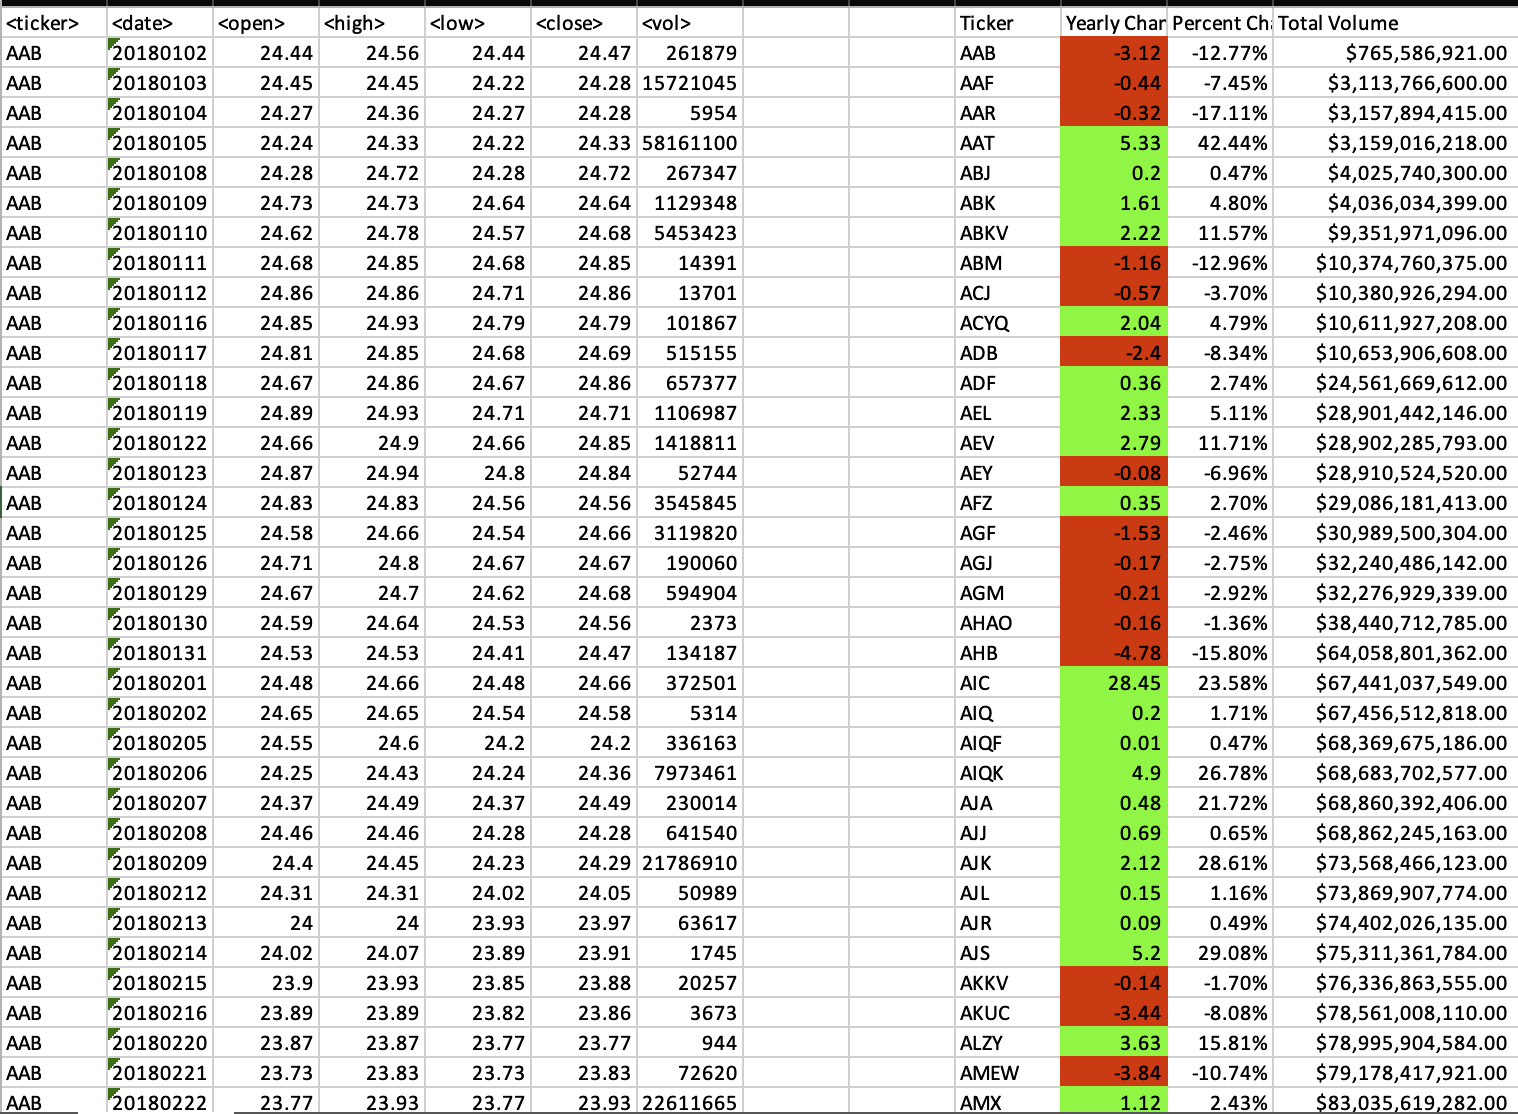 <ticker> <date> <open> <high> <low> <close> <vol> Ticker Yearly Chan Percent Ch Total Volume
AAB 20180102 24.44 24.56 24.44 24.47 261879 AAB -3.12 -12.77% $765,586,921.00
AAB 20180103 24.45 24.45 24.22 24.28 15721045 AAF -0.44 -7.45% $3,113,766,600.00
AAB 20180104 24.27 24.36 24.27 24.28 5954 AAR -0.32 -17.11% $3,157,894,415.00
AAB 20180105 24.24 24.33 24.22 24.33 58161100 AAT 5.33 42.44% $3,159,016,218.00
AAB 20180108 24.28 24.72 24.28 24.72 267347 ABJ 0.2 0.47% $4,025,740,300.00
AAB 20180109 24.73 24.73 24.64 24.64 1129348 ABK 1.61 4.80% $4,036,034,399.00
AAB 20180110 24.62 24.78 24.57 24.68 5453423 ABKV 2.22 11.57% $9,351,971,096.00
AAB 20180111 24.68 24.85 24.68 24.85 14391 ABM -1.16 -12.96% $10,374,760,375.00
AAB 20180112 24.86 24.86 24.71 24.86 13701 ACJ -0.57 -3.70% $10,380,926,294.00
AAB 20180116 24.85 24.93 24.79 24.79 101867 ACYQ 2.04 4.79% $10,611,927,208.00
AAB 20180117 24.81 24.85 24.68 24.69 515155 ADB -2.4 -8.34% $10,653,906,608.00
AAB 20180118 24.67 24.86 24.67 24.86 657377 ADF 0.36 2.74% $24,561,669,612.00
AAB 20180119 24.89 24.93 24.71 24.71 1106987 AEL 2.33 5.11% $28,901,442,146.00
AAB 20180122 24.66 24.9 24.66 24.85 1418811 AEV 2.79 11.71% $28,902,285,793.00
AAB 20180123 24.87 24.94 24.8 24.84 52744 AEY -0.08 -6.96% $28,910,524,520.00
AAB 20180124 24.83 24.83 24.56 24.56 3545845 AFZ 0.35 2.70% $29,086,181,413.00
AAB 20180125 24.58 24.66 24.54 24.66 3119820 AGF -1.53 -2.46% $30,989,500,304.00
AAB 20180126 24.71 24.8 24.67 24.67 190060 AGJ -0.17 -2.75% $32,240,486,142.00
AAB 20180129 24.67 24.7 24.62 24.68 594904 AGM -0.21 -2.92% $32,276,929,339.00
AAB 20180130 24.59 24.64 24.53 24.56 2373 AHAO -0.16 -1.36% $38,440,712,785.00
AAB 20180131 24.53 24.53 24.41 24.47 134187 AHB -4.78 -15.80% $64,058,801,362.00
AAB 20180201 24.48 24.66 24.48 24.66 372501 AIC 28.45 23.58% $67,441,037,549.00
AAB 20180202 24.65 24.65 24.54 24.58 5314 AIQ 0.2 1.71% $67,456,512,818.00
AAB 20180205 24.55 24.6 24.2 24.2 336163 AIQF 0.01 0.47% $68,369,675,186.00
AAB 20180206 24.25 24.43 24.24 24.36 7973461 AIQK 4.9 26.78% $68,683,702,577.00
AAB 20180207 24.37 24.49 24.37 24.49 230014 AJA 0.48 21.72% $68,860,392,406.00
AAB 20180208 24.46 24.46 24.28 24.28 641540 AJJ 0.69 0.65% $68,862,245,163.00
AAB 20180209 24.4 24.45 24.23 24.29 21786910 AJK 2.12 28.61% $73,568,466,123.00
AAB 20180212 24.31 24.31 24.02 24.05 50989 AJL 0.15 1.16% $73,869,907,774.00
AAB 20180213 24 24 23.93 23.97 63617 AJR 0.09 0.49% $74,402,026,135.00
AAB 20180214 24.02 24.07 23.89 23.91 1745 AJS 5.2 29.08% $75,311,361,784.00
AAB 20180215 23.9 23.93 23.85 23.88 20257 AKKV -0.14 -1.70% $76,336,863,555.00
AAB 20180216 23.89 23.89 23.82 23.86 3673 AKUC -3.44 -8.08% $78,561,008,110.00
AAB 20180220 23.87 23.87 23.77 23.77 944 ALZY 3.63 15.81% $78,995,904,584.00
AAB 20180221 23.73 23.83 23.73 23.83 72620 AMEW -3.84 -10.74% $79,178,417,921.00
AAB 20180222 23.77 23.93 23.77 23.93 22611665 AMX 1.12 2.43% $83,035,619,282.00